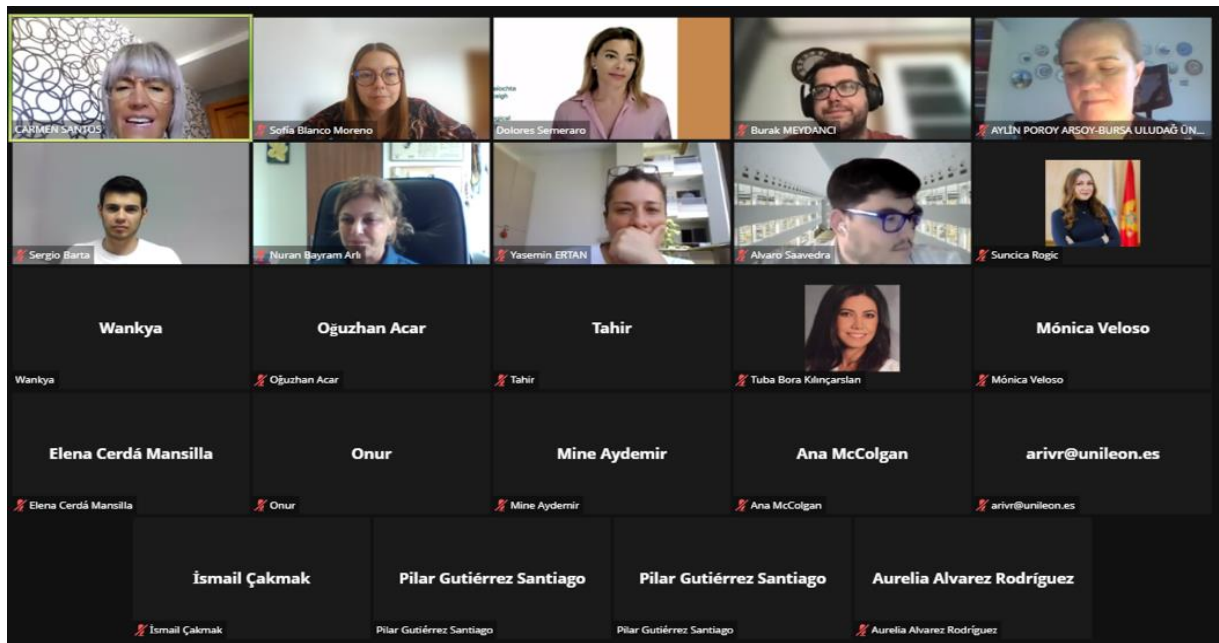 CARMEN SANTOS
Sofía Blanco Moreno
Dolores Semeraro
Burak MEYDANCI
AYLİN POROY ARSOY-BURSA ULUDAĞ ÜN...
Sergio Barta
Nuran Bayram Arlı
Yasemin ERTAN
Alvaro Saavedra
Suncica Rogic
Wankya
Wankya
Oğuzhan Acar
Oğuzhan Acar
Tahir
Tahir
Tuba Bora Kılınçarslan
Mónica Veloso
Mónica Veloso
Elena Cerdá Mansilla
Elena Cerdá Mansilla
Onur
Onur
Mine Aydemir
Mine Aydemir
Ana McColgan
Ana McColgan
arivr@unileon.es
arivr@unileon.es
İsmail Çakmak
İsmail Çakmak
Pilar Gutiérrez Santiago
Pilar Gutiérrez Santiago
Pilar Gutiérrez Santiago
Pilar Gutiérrez Santiago
Aurelia Alvarez Rodríguez
Aurelia Alvarez Rodríguez